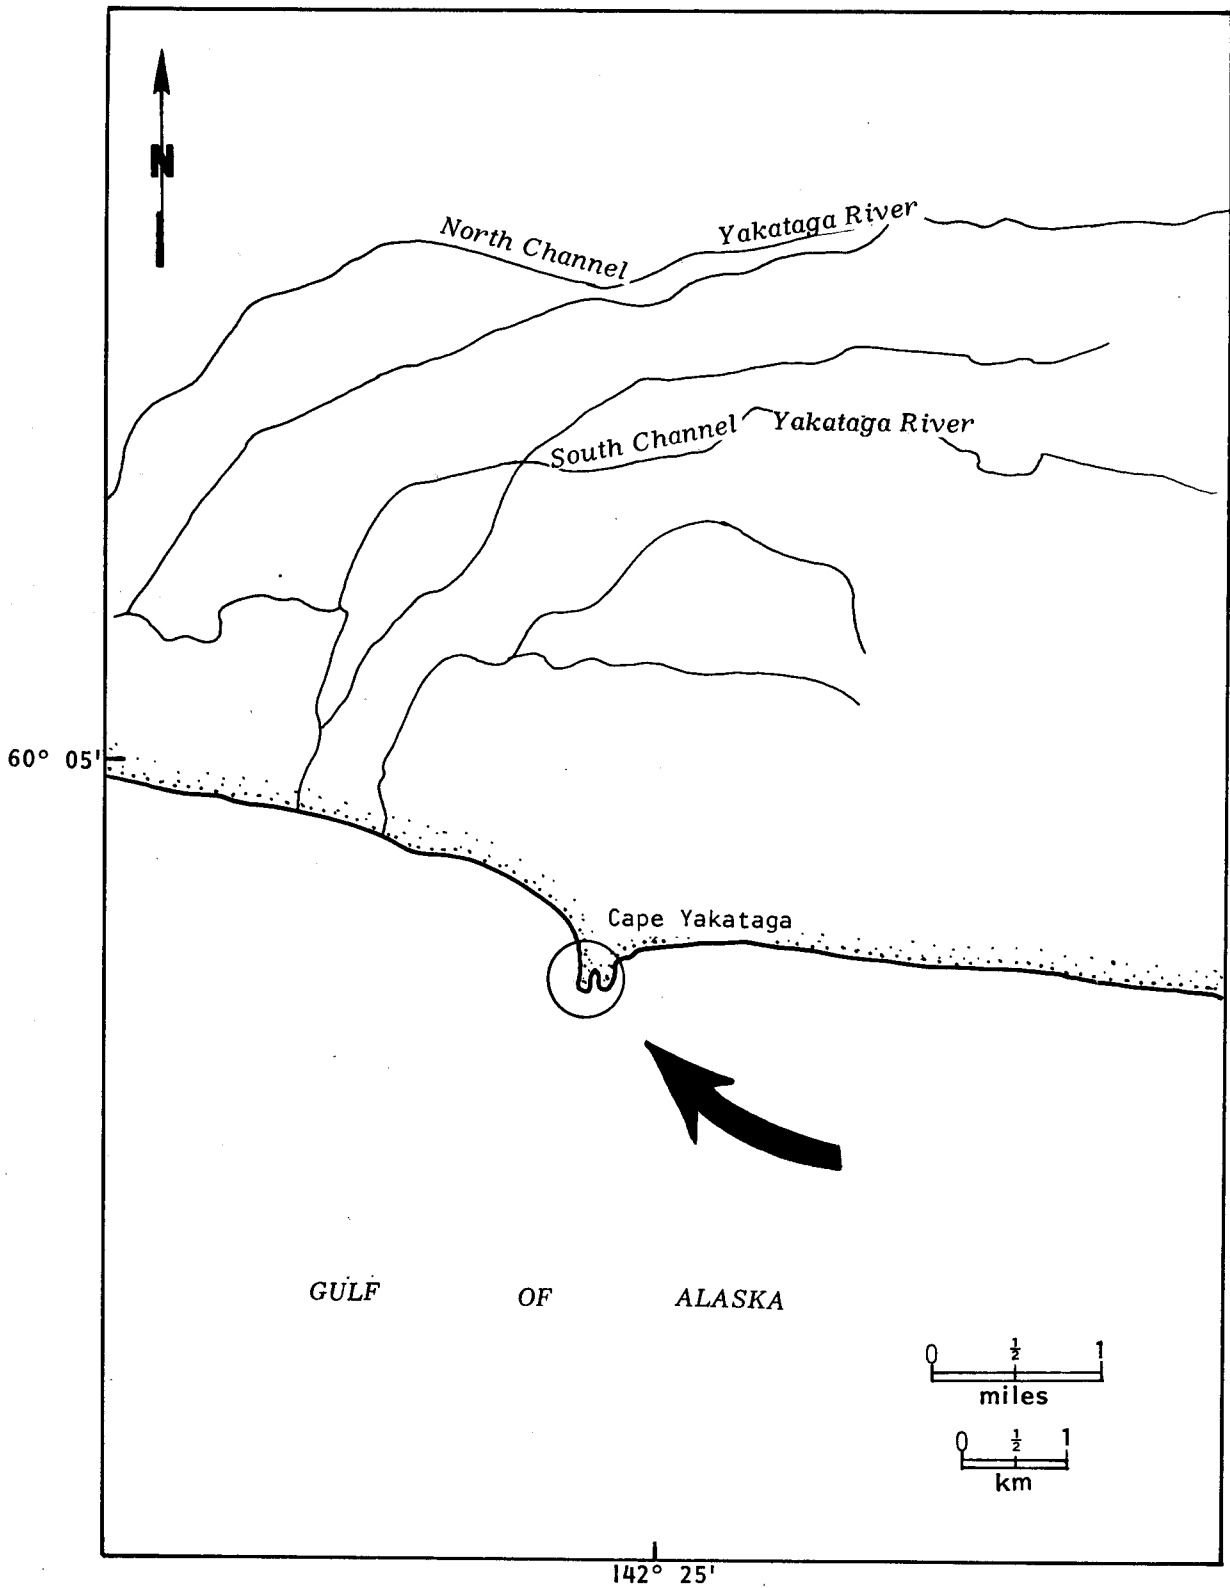 N
North Channel
Yakataga River
South Channel
Yakataga River
60° 05'
Cape Yakataga
GULF OF ALASKA
0 ½ 1
miles
0 ½ 1
km
142° 25'